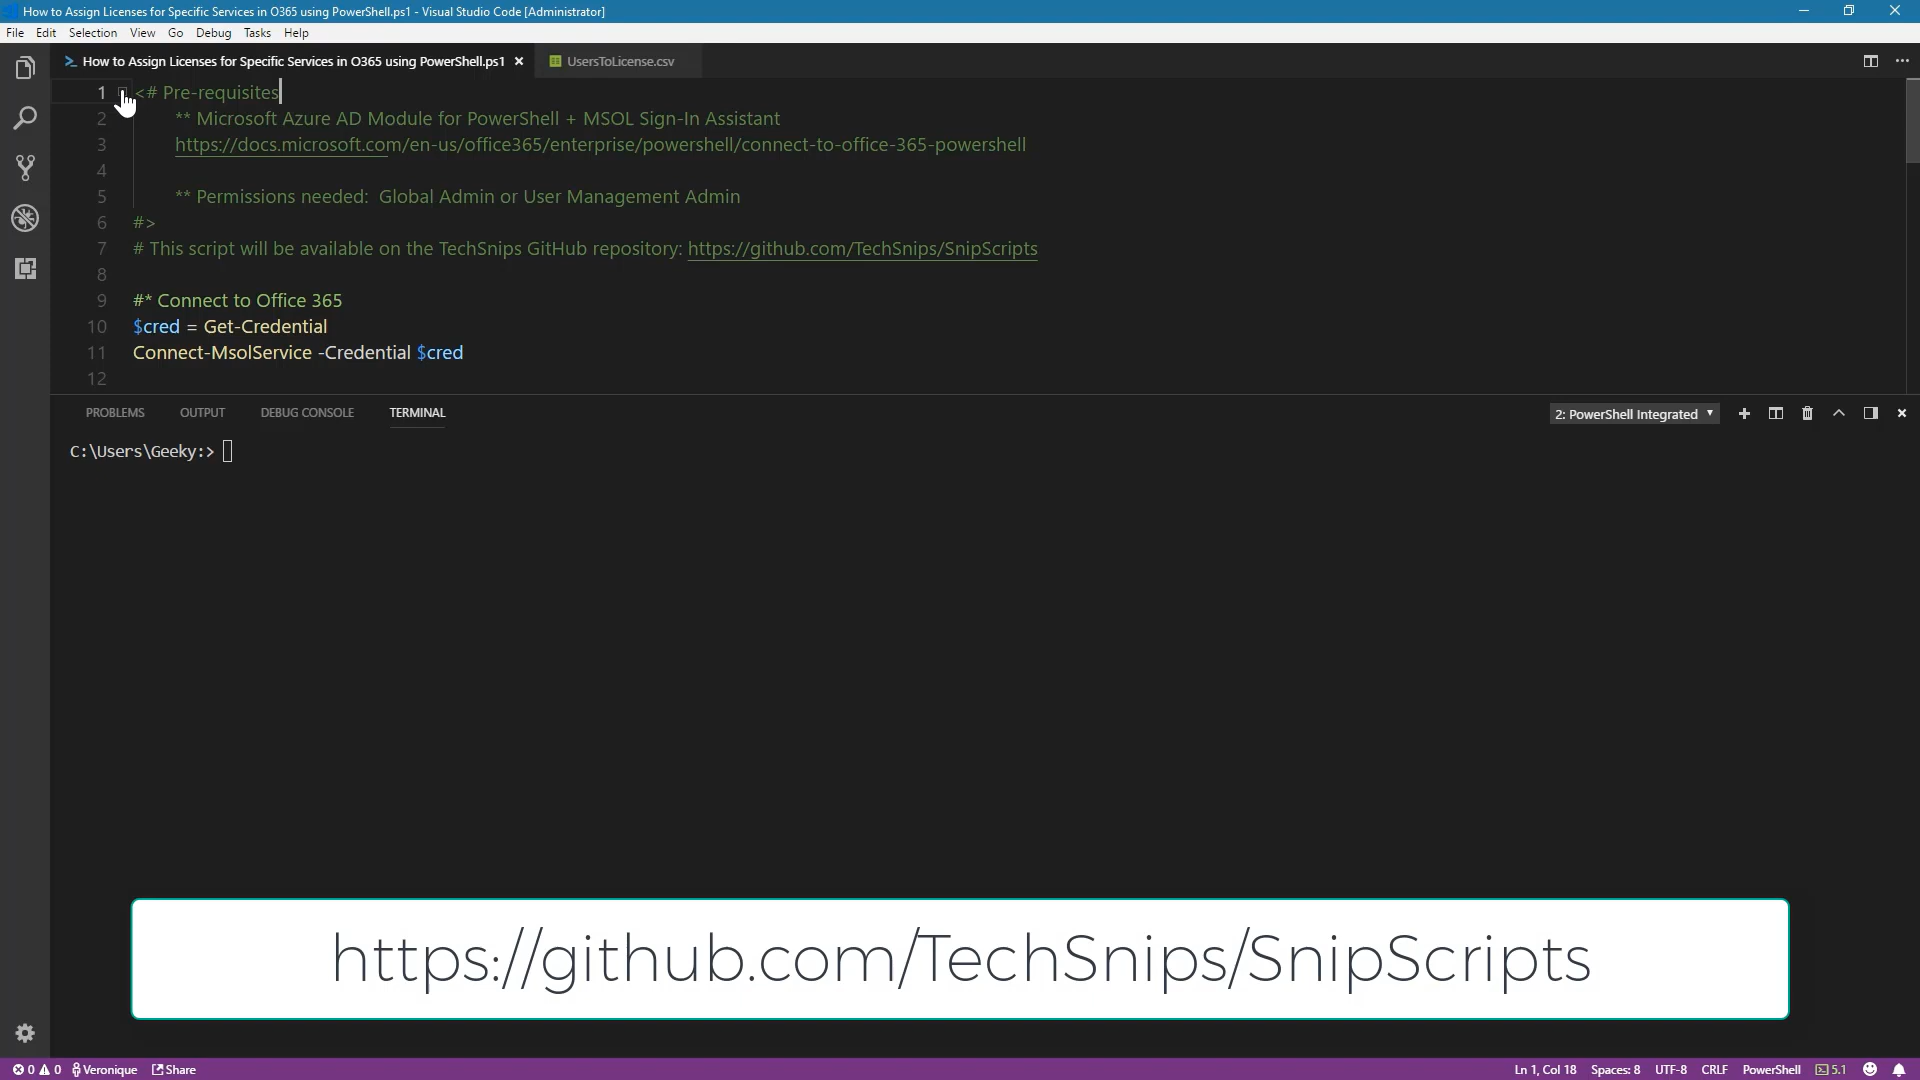 How to Assign Licenses for Specific Services in O365 using PowerShell.ps1 - Visual Studio Code [Administrator]
File Edit Selection View Go Debug Tasks Help
How to Assign Licenses for Specific Services in O365 using PowerShell.ps1 UsersToLicense.csv
1 <# Pre-requisites
2 ** Microsoft Azure AD Module for PowerShell + MSOL Sign-In Assistant
3 https://docs.microsoft.com/en-us/office365/enterprise/powershell/connect-to-office-365-powershell
4
5 ** Permissions needed: Global Admin or User Management Admin
6 #>
7 # This script will be available on the TechSnips GitHub repository: https://github.com/TechSnips/SnipScripts
8
9 #* Connect to Office 365
10 $cred = Get-Credential
11 Connect-MsolService -Credential $cred
12
PROBLEMS OUTPUT DEBUG CONSOLE TERMINAL 2: PowerShell Integrated
C:\Users\Geeky:>
https://github.com/TechSnips/SnipScripts
0 0 Veronique Share Ln 1, Col 18 Spaces: 8 UTF-8 CRLF PowerShell 5.1